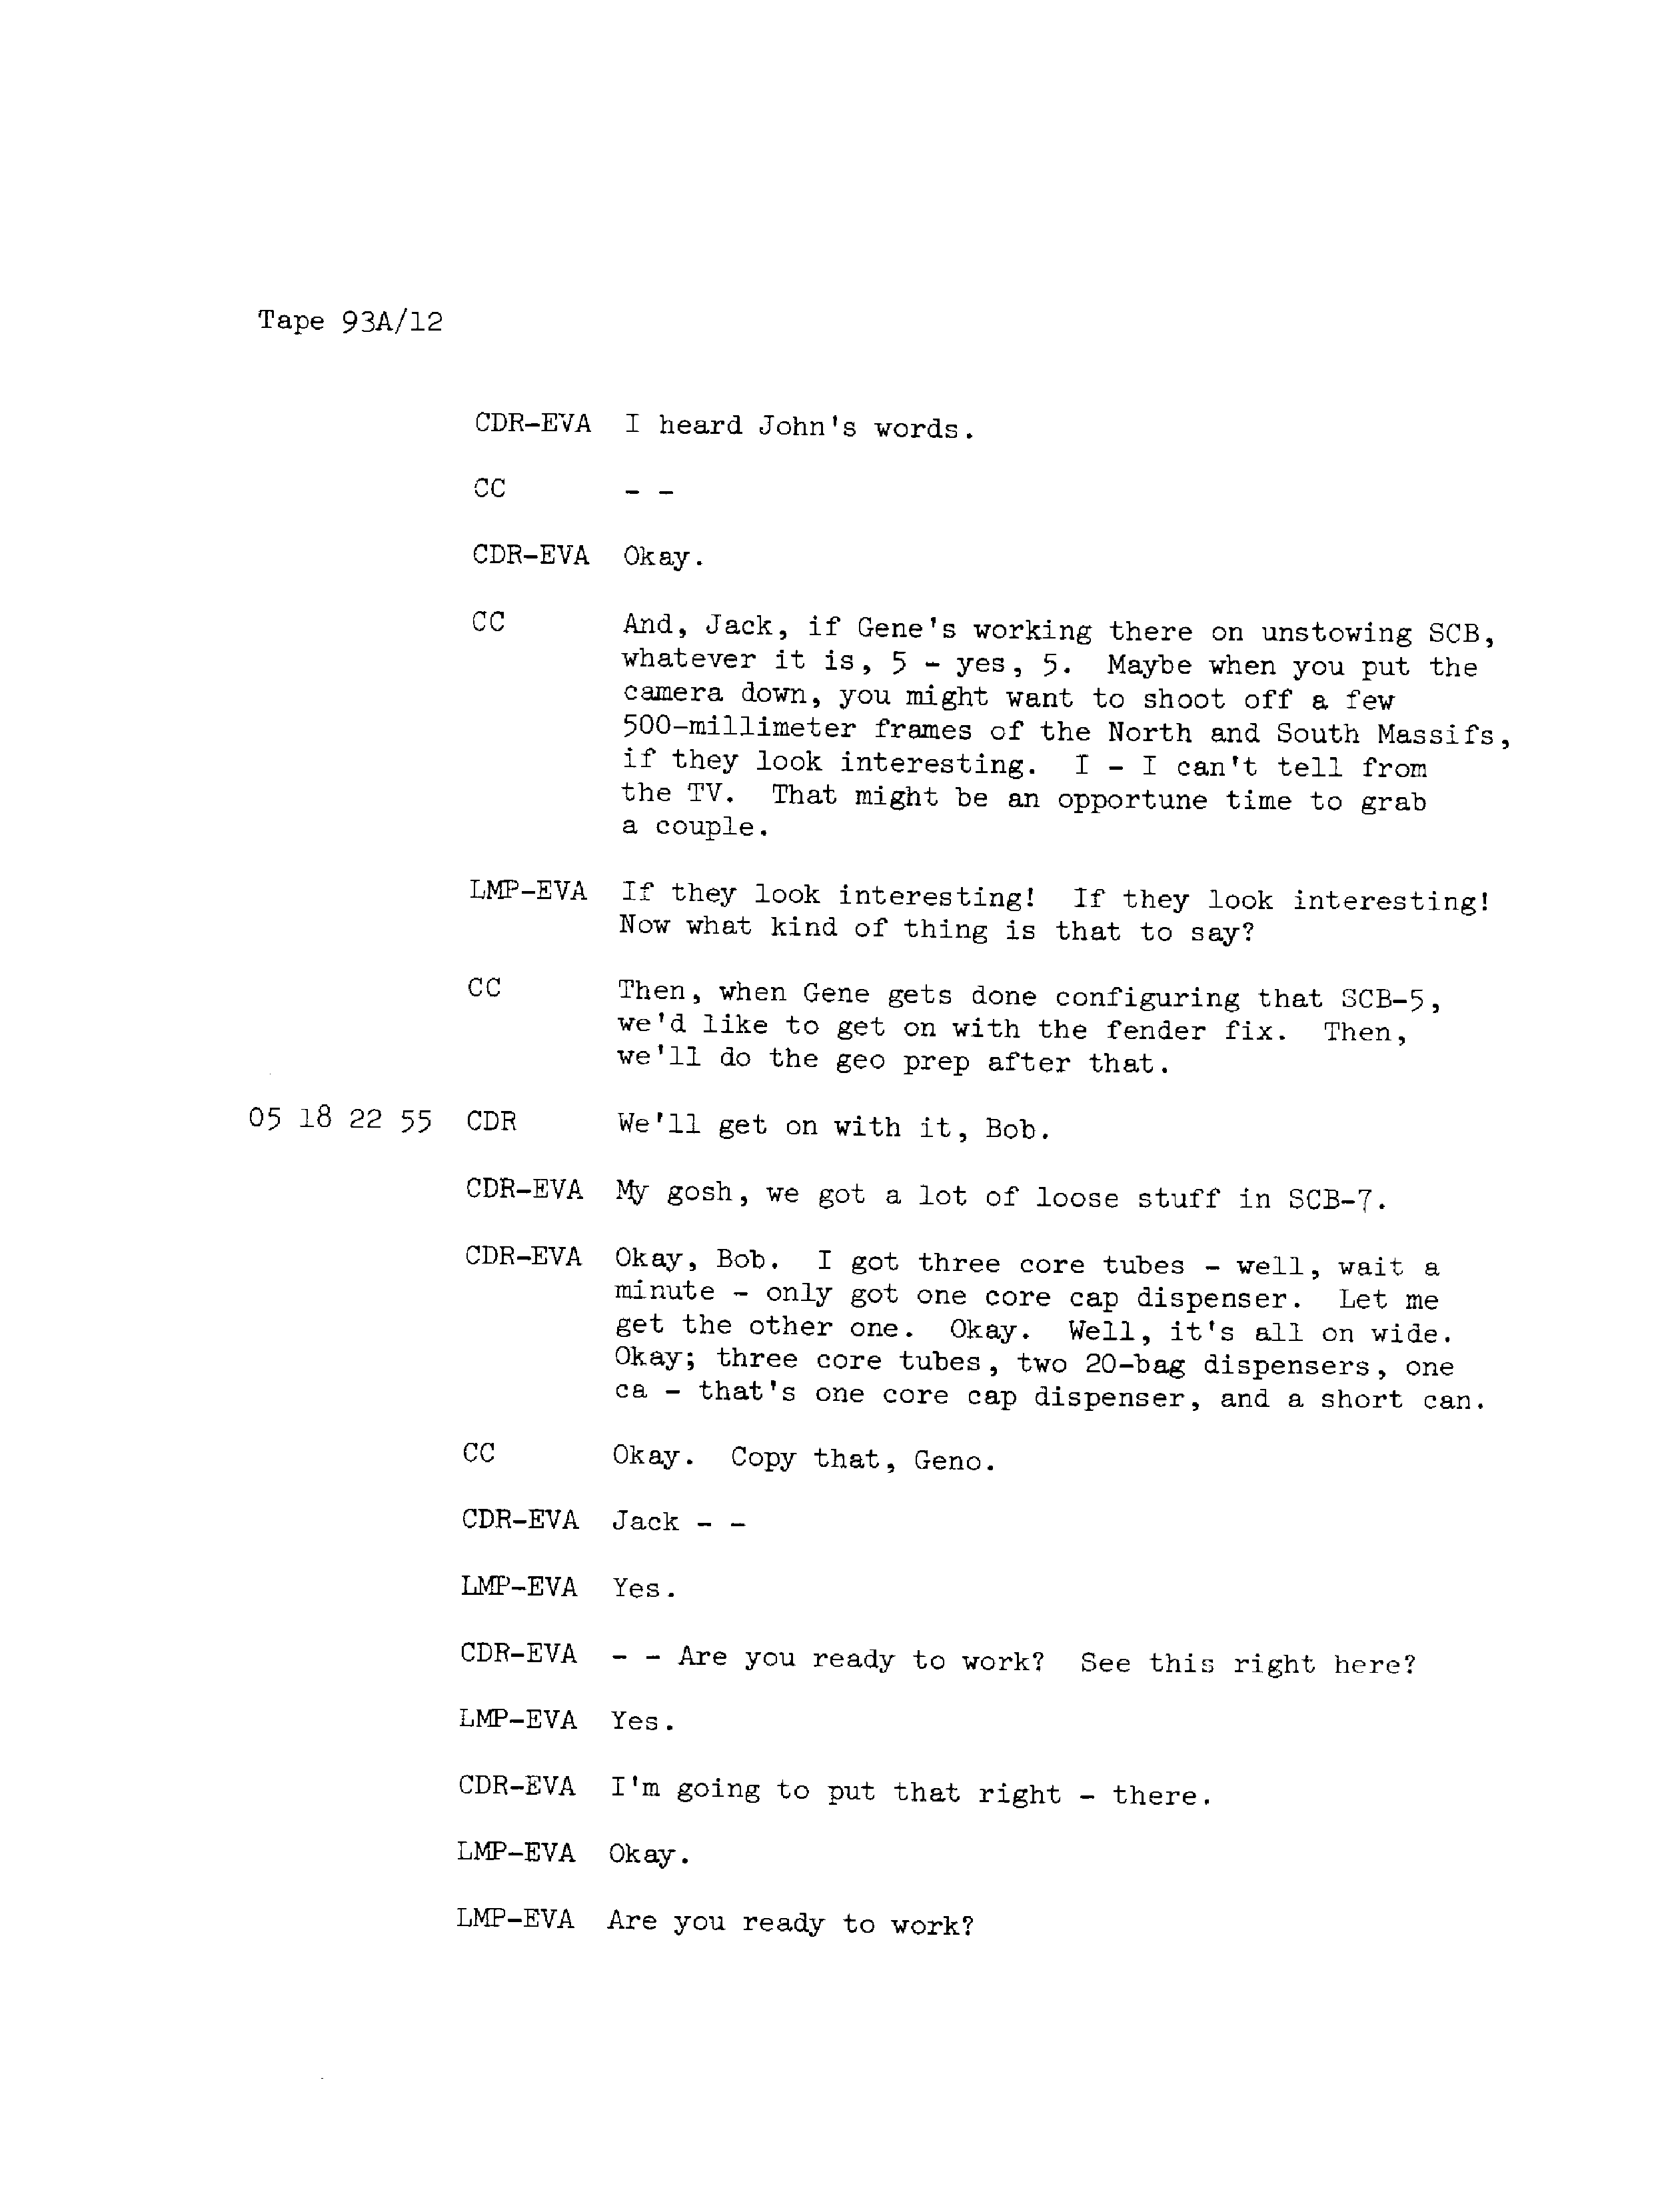 Tape 93A/12
CDR-EVA I heard John's words.
CC - -
CDR-EVA Okay.
CC And, Jack, if Gene's working there on unstowing SCB,
whatever it is, 5 - yes, 5. Maybe when you put the
camera down, you might want to shoot off a few
500-millimeter frames of the North and South Massifs,
if they look interesting. I - I can't tell from
the TV. That might be an opportune time to grab
a couple.
LMP-EVA If they look interesting! If they look interesting!
Now what kind of thing is that to say?
CC Then, when Gene gets done configuring that SCB-5,
we'd like to get on with the fender fix. Then,
we'll do the geo prep after that.
05 18 22 55 CDR We'll get on with it, Bob.
CDR-EVA My gosh, we got a lot of loose stuff in SCB-7.
CDR-EVA Okay, Bob. I got three core tubes - well, wait a
minute - only got one core cap dispenser. Let me
get the other one. Okay. Well, it's all on wide.
Okay; three core tubes, two 20-bag dispensers, one
ca - that's one core cap dispenser, and a short can.
CC Okay. Copy that, Geno.
CDR-EVA Jack - -
LMP-EVA Yes.
CDR-EVA - - Are you ready to work? See this right here?
LMP-EVA Yes.
CDR-EVA I'm going to put that right - there.
LMP-EVA Okay.
LMP-EVA Are you ready to work?